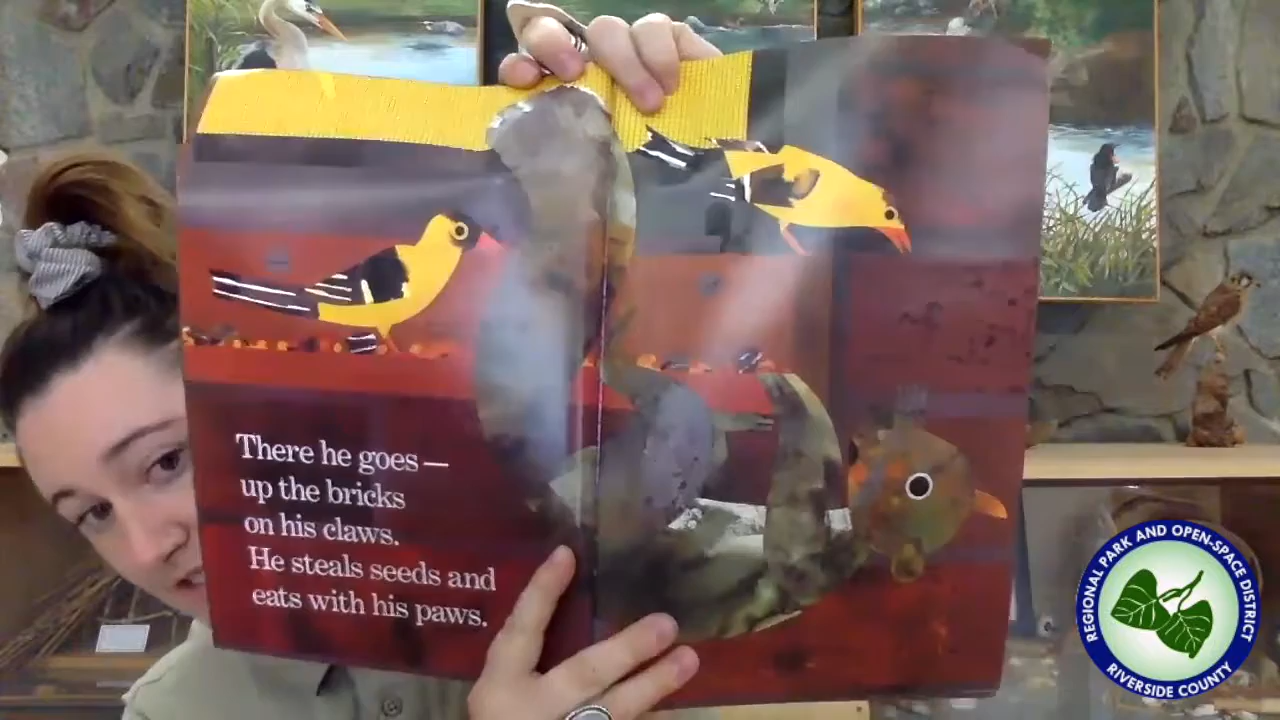 There he goes —
up the bricks
on his claws.
He steals seeds and
eats with his paws.
REGIONAL PARK AND OPEN-SPACE DISTRICT
RIVERSIDE COUNTY